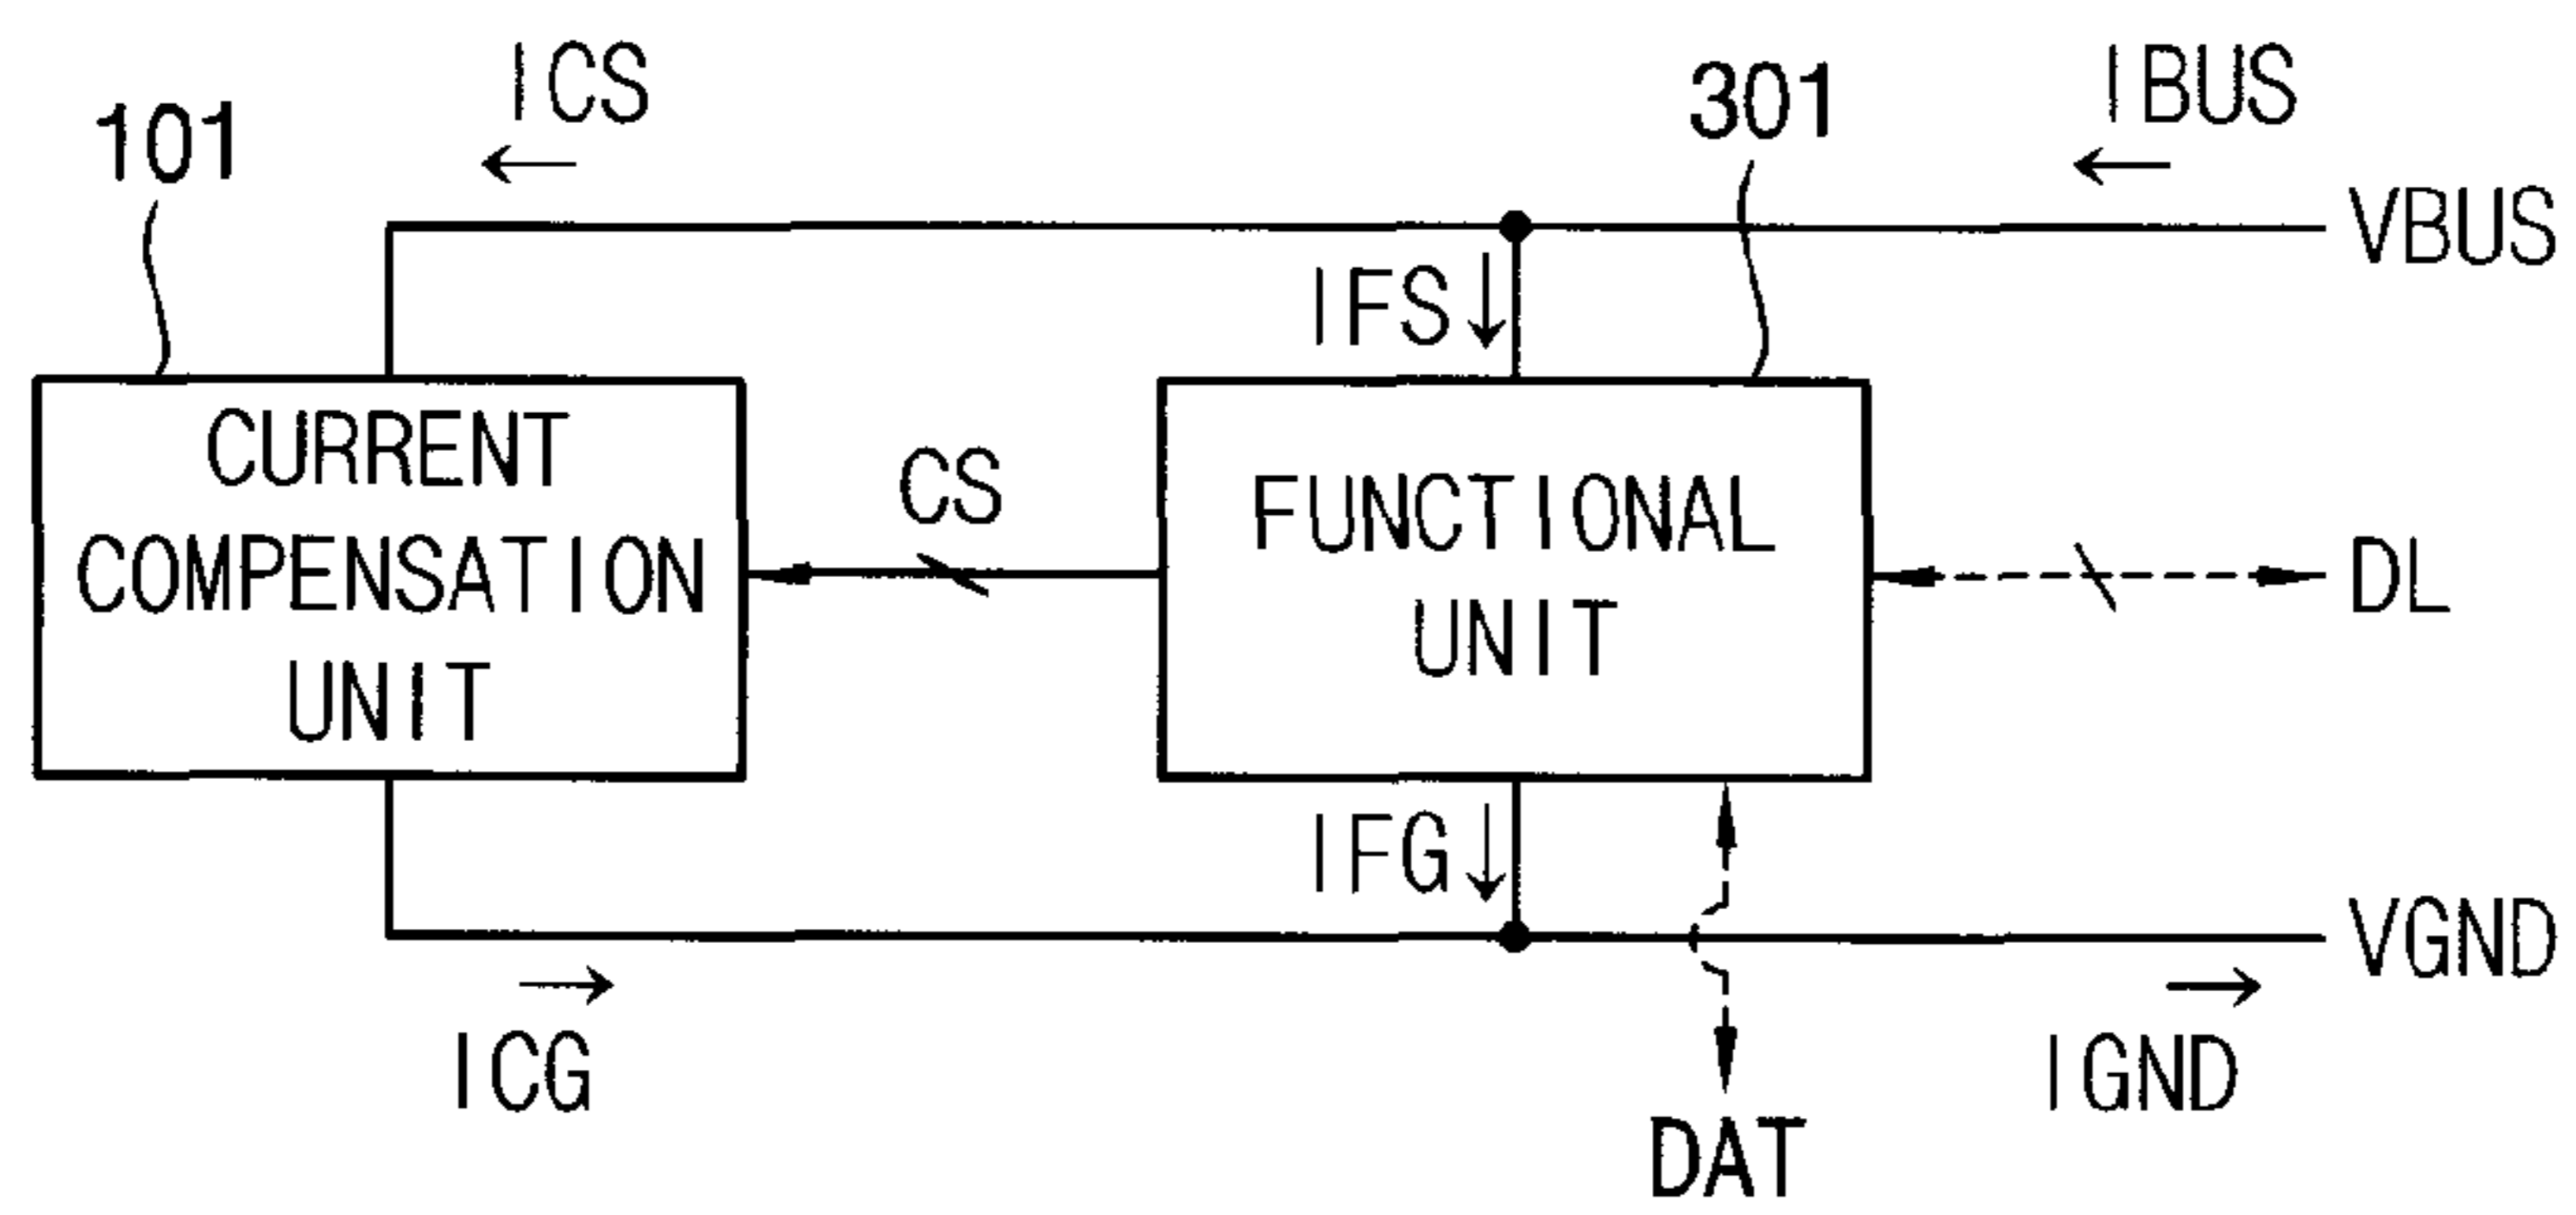 ICS
IBUS
101
301
VBUS
IFS
CURRENT
COMPENSATION
UNIT
CS
FUNCTIONAL
UNIT
DL
IFG
VGND
ICG
IGND
DAT